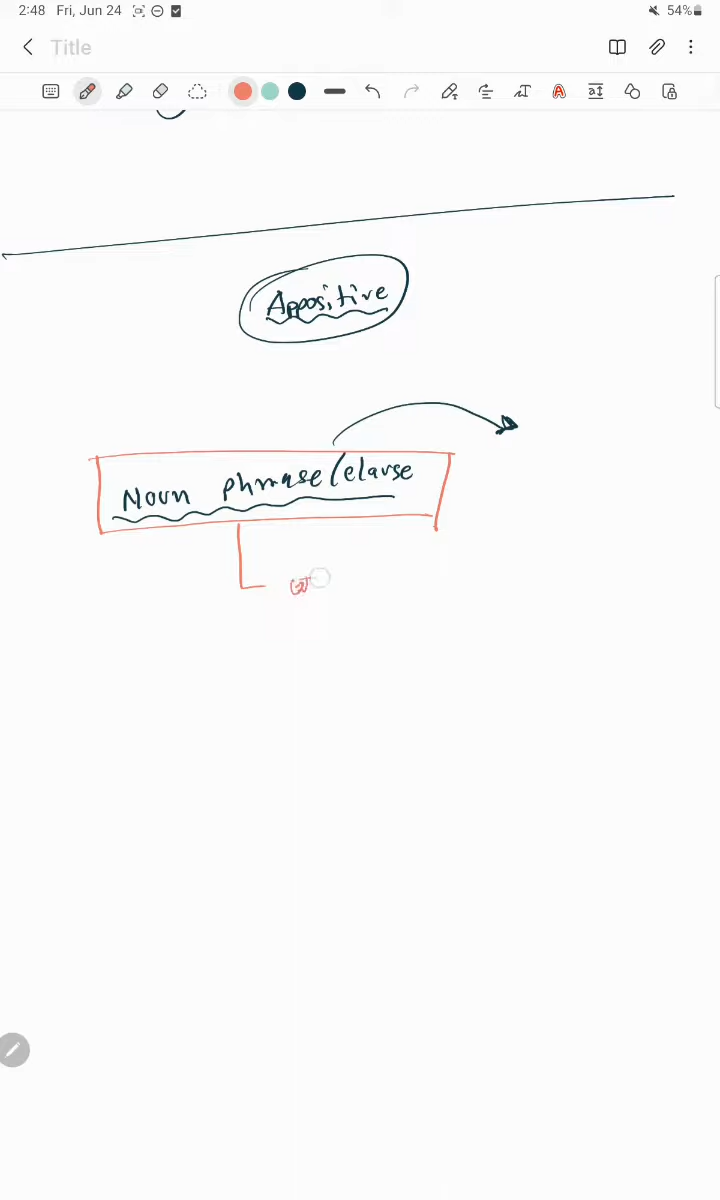 2:48 Fri, Jun 24
54%
Title
Appositive
Noun phrase/clause